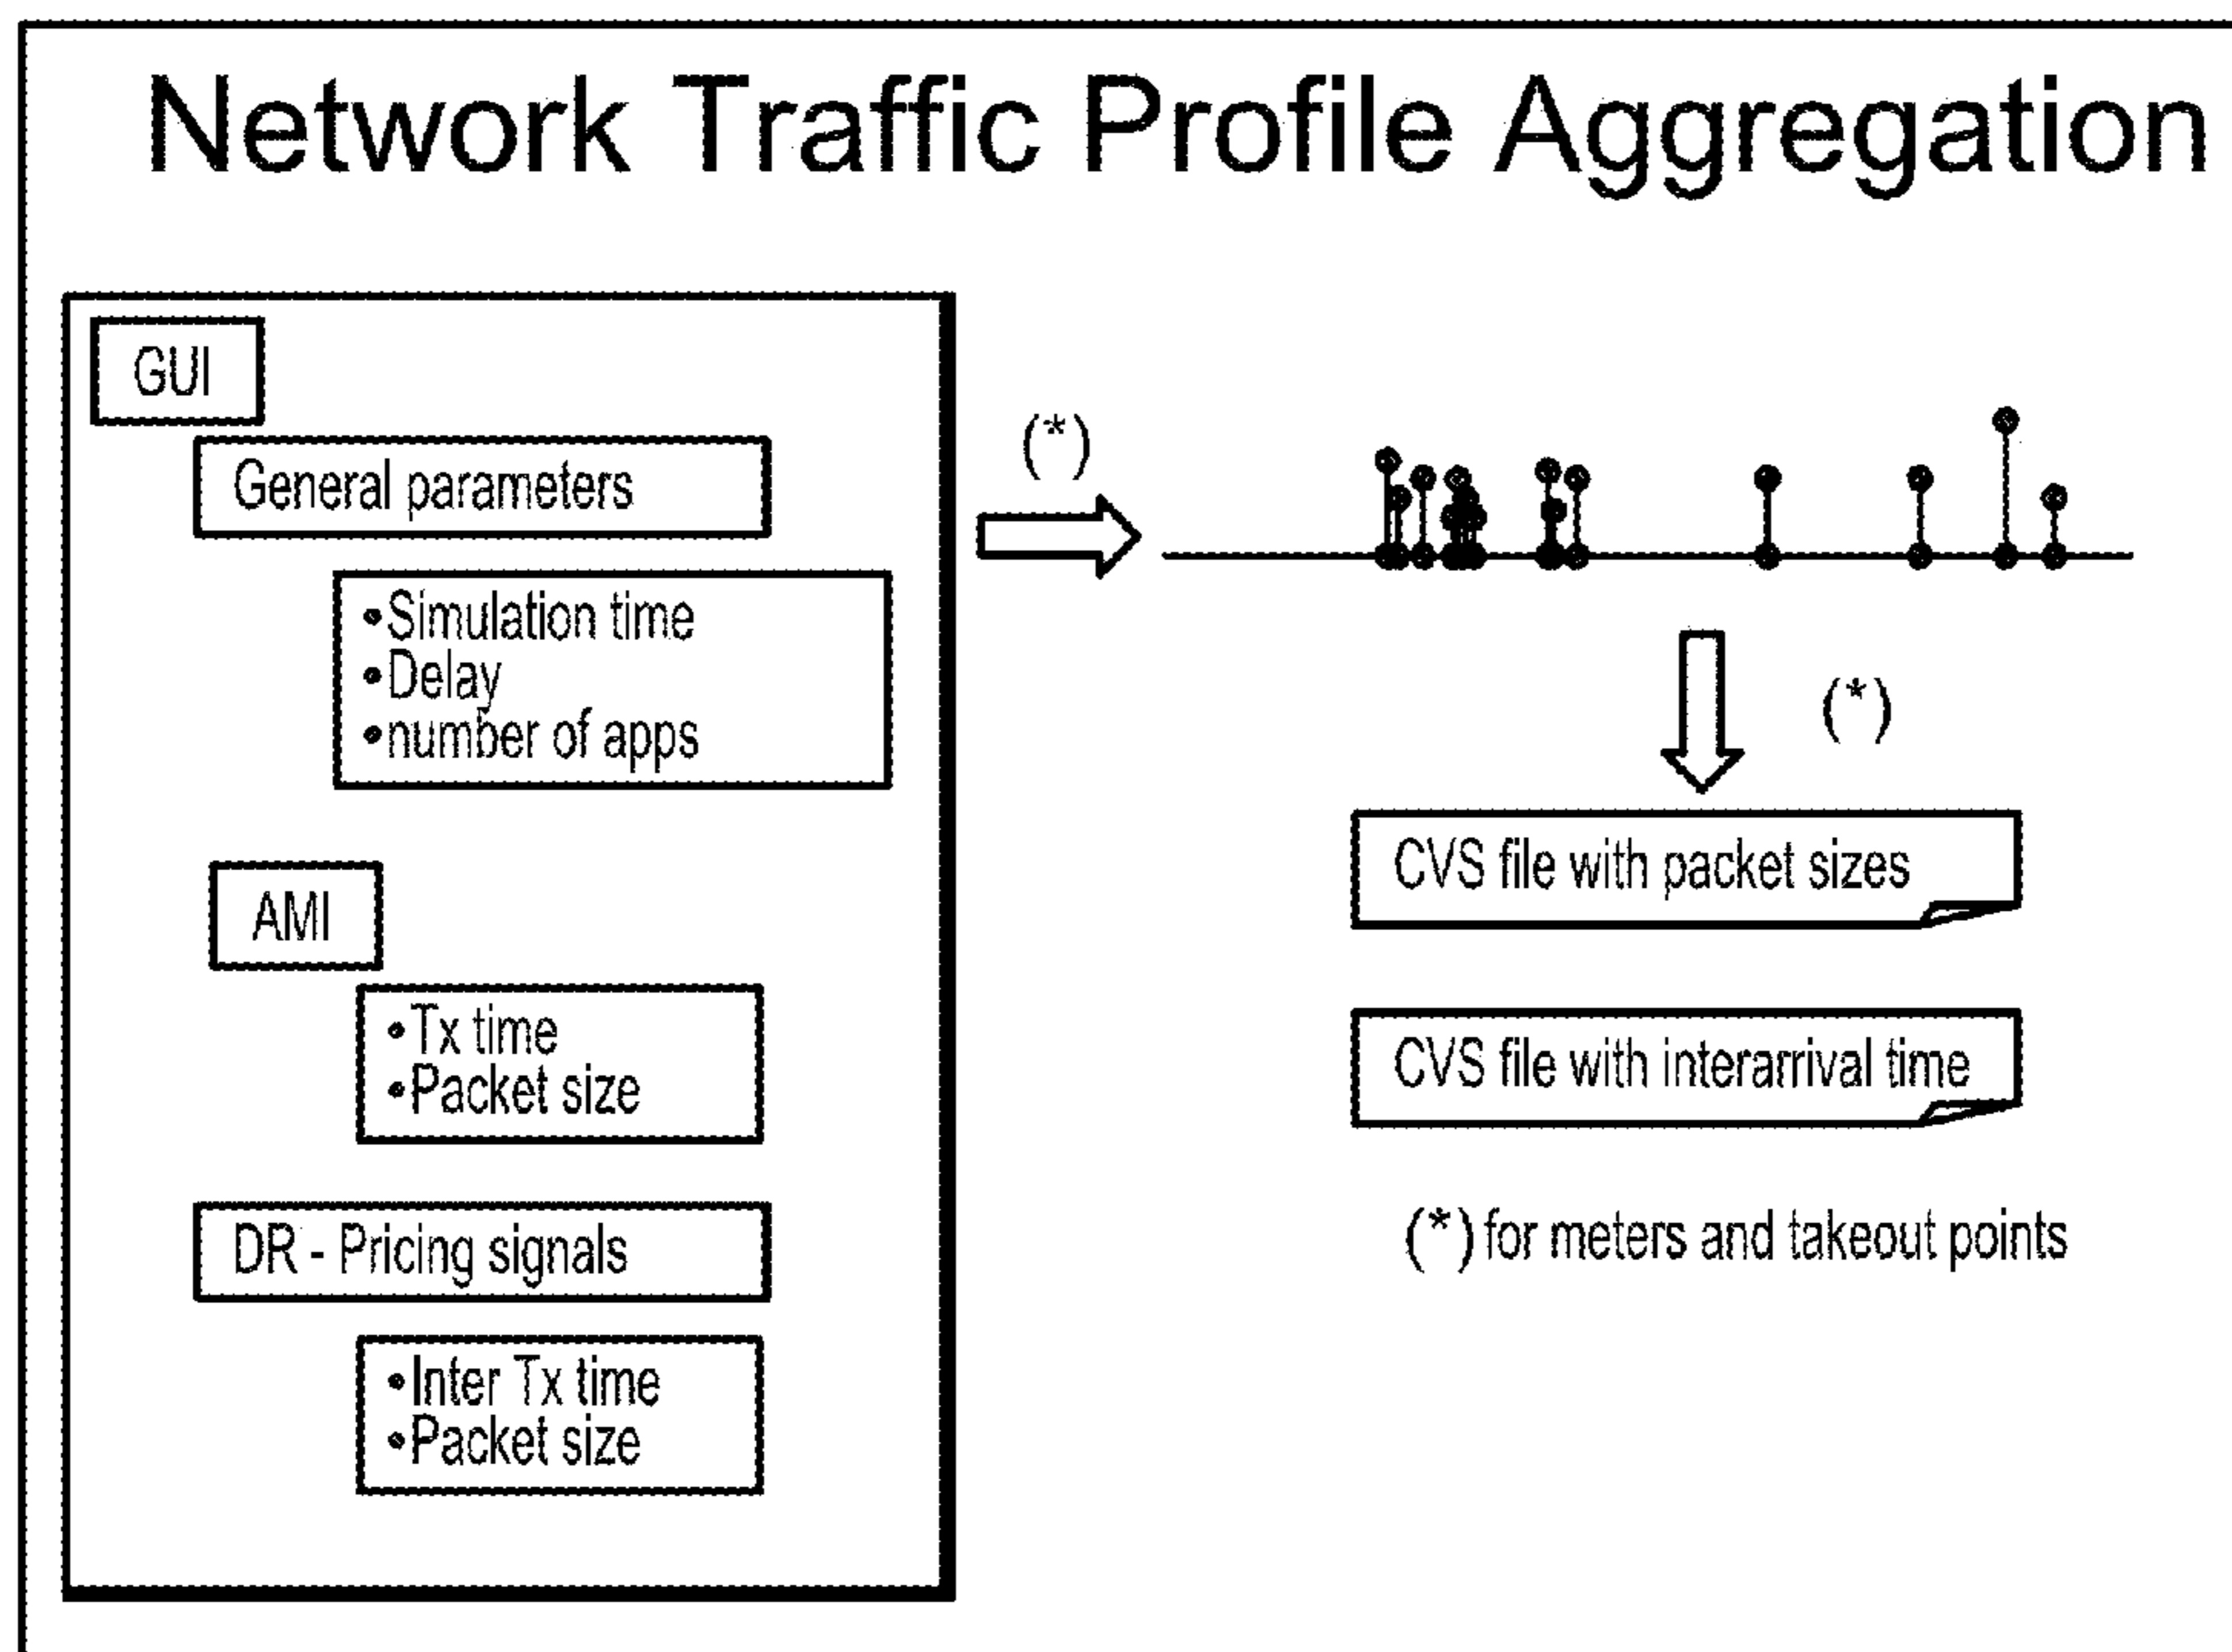 Network Traffic Profile Aggregation
GUI
General parameters
•Simulation time
•Delay
•number of apps
AMI
•Tx time
•Packet size
DR - Pricing signals
•Inter Tx time
•Packet size
(*)
(*)
CVS file with packet sizes
CVS file with interarrival time
(*) for meters and takeout points